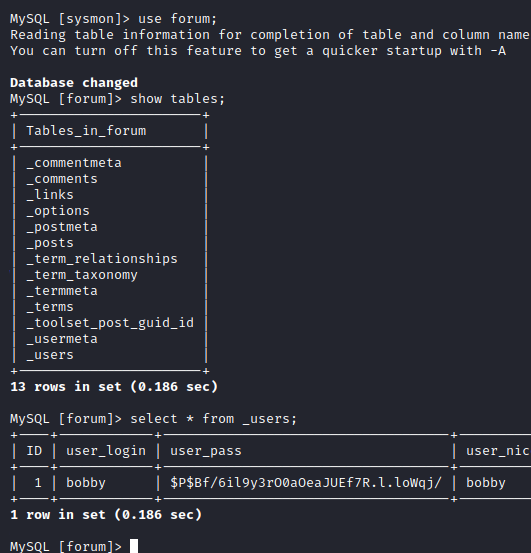 MySQL [sysmon]> use forum;
Reading table information for completion of table and column name
You can turn off this feature to get a quicker startup with -A
Database changed
MySQL [forum]> show tables;
| Tables_in_forum |
| _commentmeta |
| _comments |
| _links |
| _options |
| _postmeta |
| _posts |
| _term_relationships |
| _term_taxonomy |
| _termmeta |
| _terms |
| _toolset_post_guid_id |
| _usermeta |
| _users |
13 rows in set (0.186 sec)
MySQL [forum]> select * from _users;
| ID | user_login | user_pass | user_nic
| 1 | bobby | $P$Bf/6il9y3rO0aOeaJUEf7R.l.loWqj/ | bobby
1 row in set (0.186 sec)
MySQL [forum]>